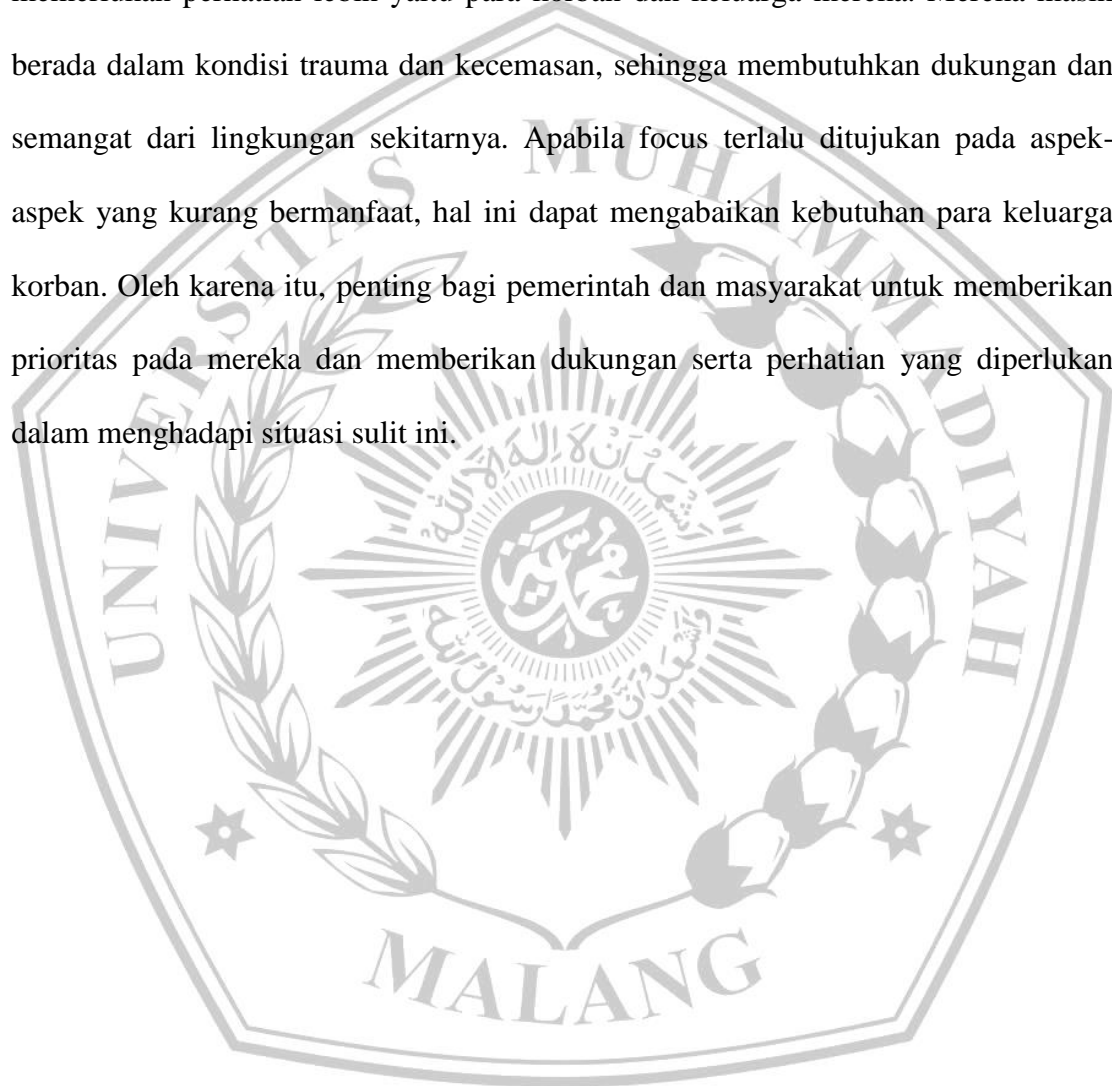 memerlukan perhatian lebih yaitu para korban dan keluarga mereka. Mereka masih
berada dalam kondisi trauma dan kecemasan, sehingga membutuhkan dukungan dan
semangat dari lingkungan sekitarnya. Apabila focus terlalu ditujukan pada aspek-
aspek yang kurang bermanfaat, hal ini dapat mengabaikan kebutuhan para keluarga
korban. Oleh karena itu, penting bagi pemerintah dan masyarakat untuk memberikan
prioritas pada mereka dan memberikan dukungan serta perhatian yang diperlukan
dalam menghadapi situasi sulit ini.
UNIVERSITAS MUHAMMADIYAH
MALANG